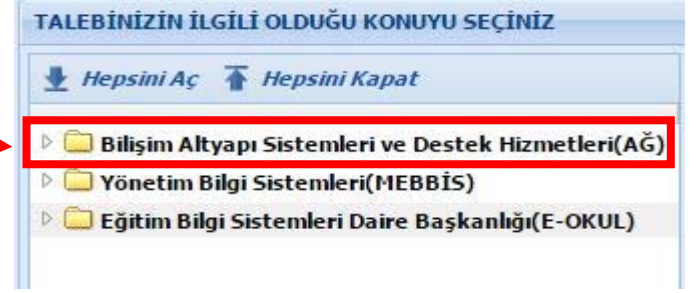 TALEBİNİZİN İLGİLİ OLDUĞU KONUYU SEÇİNİZ
Hepsini Aç Hepsini Kapat
Bilişim Altyapı Sistemleri ve Destek Hizmetleri(AĞ)
Yönetim Bilgi Sistemleri(MEBBİS)
Eğitim Bilgi Sistemleri Daire Başkanlığı(E-OKUL)